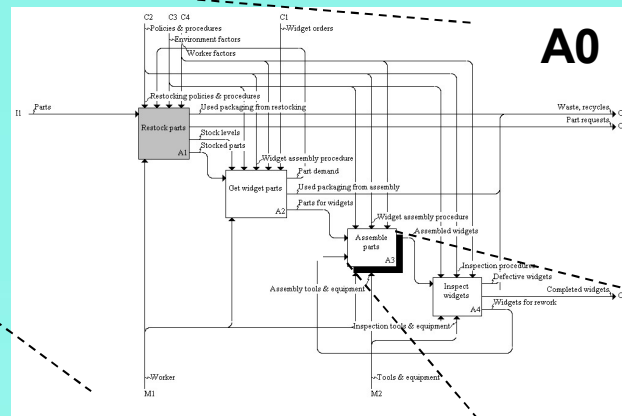 C2 C3 C4 C1
A0
Policies & procedures
Widget orders
Environment factors
Worker factors
Restocking policies & procedures
I1 Parts
Used packaging from restocking
Waste, recycles
Restock parts
Part requests
Stock levels
Stocked parts
A1
Widget assembly procedure
Part demand
Get widget parts
Used packaging from assembly
Parts for widgets
A2
Widget assembly procedure
Assembled widgets
Assemble
parts
A3
Inspection procedures
Defective widgets
Assembly tools & equipment
Inspect
widgets
Completed widgets
Widgets for rework
A4
Inspection tools & equipment
Worker
Tools & equipment
M1
M2